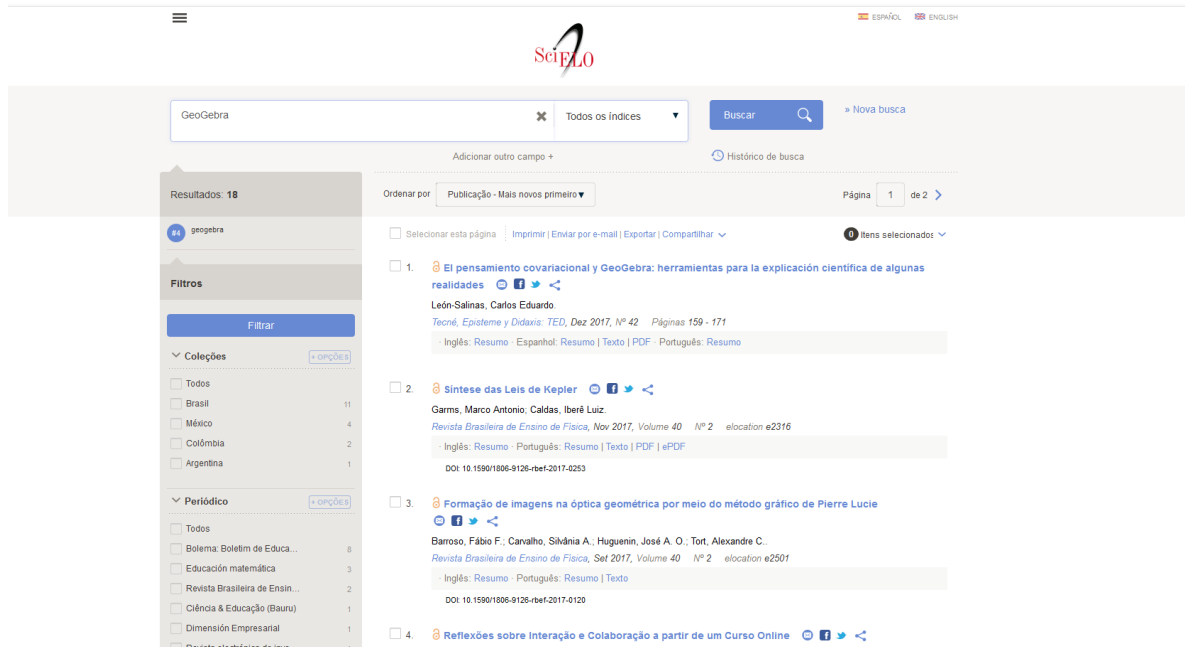 ESPAÑOL ENGLISH
SciELO
GeoGebra
Todos os índices
Buscar
» Nova busca
Adicionar outro campo +
Histórico de busca
Resultados: 18
Ordenar por
Publicação - Mais novos primeiro
Página 1 de 2
#4 geogebra
Selecionar esta página
Imprimir | Enviar por e-mail | Exportar | Compartilhar
0 Itens selecionados
Filtros
Filtrar
Coleções
+ OPÇÕES
Todos
Brasil 11
México 4
Colômbia 2
Argentina 1
Periódico
+ OPÇÕES
Todos
Bolema: Boletim de Educa... 8
Educación matemática 3
Revista Brasileira de Ensin... 2
Ciência & Educação (Bauru) 1
Dimensión Empresarial 1
1. El pensamiento covariacional y GeoGebra: herramientas para la explicación científica de algunas
realidades
León-Salinas, Carlos Eduardo.
Tecné, Episteme y Didaxis: TED, Dez 2017, Nº 42 Páginas 159 - 171
· Inglês: Resumo · Espanhol: Resumo | Texto | PDF · Português: Resumo
2. Síntese das Leis de Kepler
Garms, Marco Antonio; Caldas, Iberê Luiz.
Revista Brasileira de Ensino de Física, Nov 2017, Volume 40 Nº 2 elocation e2316
· Inglês: Resumo · Português: Resumo | Texto | PDF | ePDF
DOI: 10.1590/1806-9126-rbef-2017-0253
3. Formação de imagens na óptica geométrica por meio do método gráfico de Pierre Lucie
Barroso, Fábio F.; Carvalho, Silvânia A.; Huguenin, José A. O.; Tort, Alexandre C..
Revista Brasileira de Ensino de Física, Set 2017, Volume 40 Nº 2 elocation e2501
· Inglês: Resumo · Português: Resumo | Texto
DOI: 10.1590/1806-9126-rbef-2017-0120
4. Reflexões sobre Interação e Colaboração a partir de um Curso Online